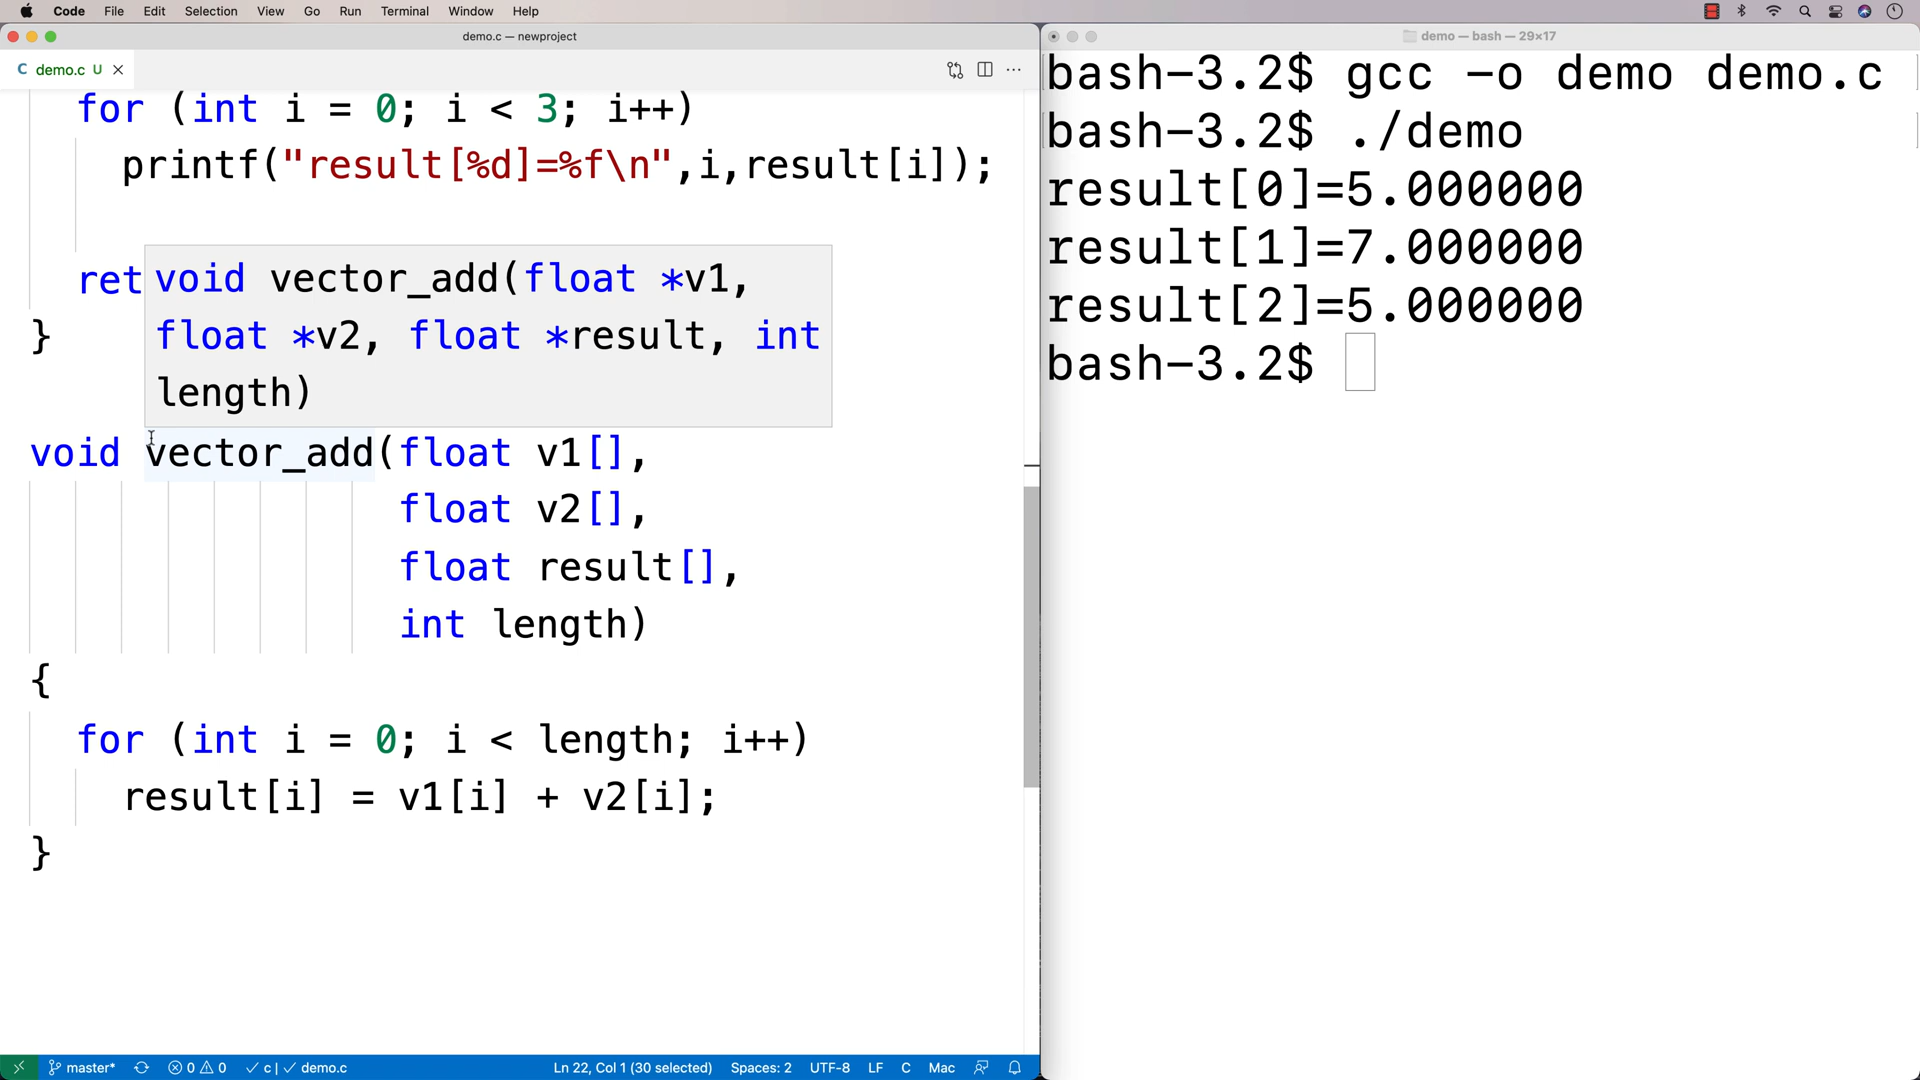 Code File Edit Selection View Go Run Terminal Window Help
demo.c — newproject
C demo.c U
for (int i = 0; i < 3; i++)
printf("result[%d]=%f\n",i,result[i]);
ret
}
void vector_add(float *v1,
float *v2, float *result, int
length)
void vector_add(float v1[],
float v2[],
float result[],
int length)
{
for (int i = 0; i < length; i++)
result[i] = v1[i] + v2[i];
}
master* 0 0 c | demo.c Ln 22, Col 1 (30 selected) Spaces: 2 UTF-8 LF C Mac
demo — bash — 29×17
bash-3.2$ gcc -o demo demo.c
bash-3.2$ ./demo
result[0]=5.000000
result[1]=7.000000
result[2]=5.000000
bash-3.2$